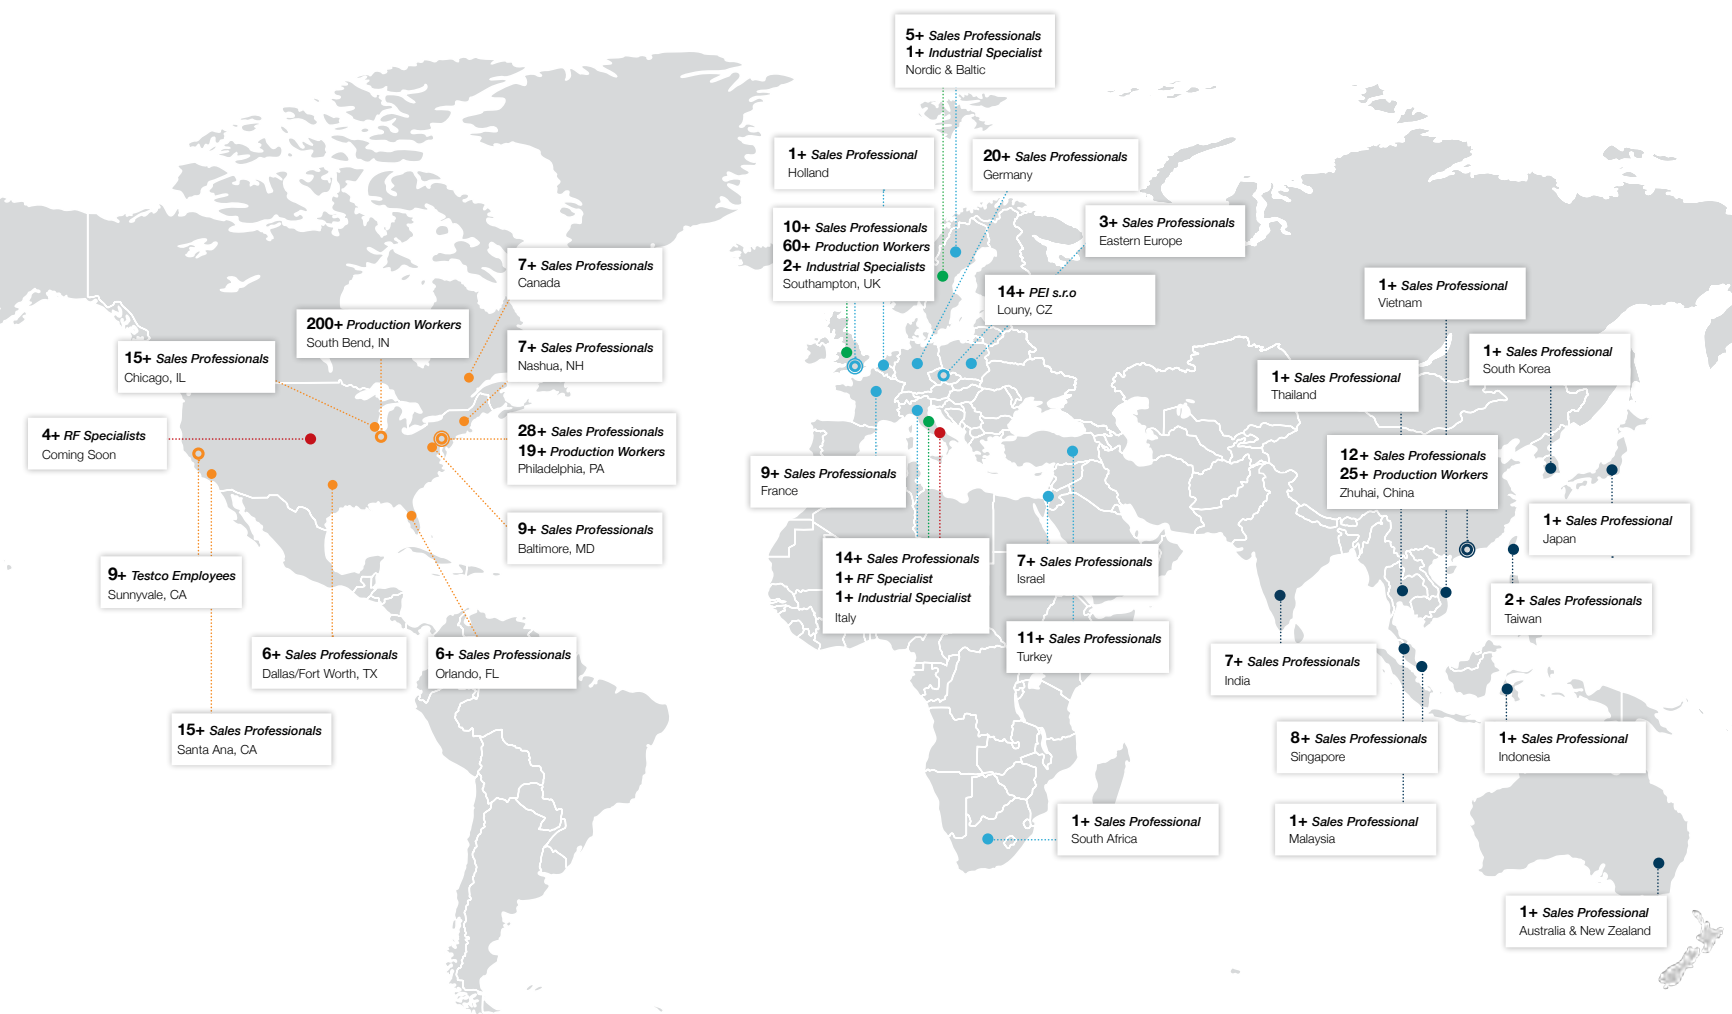 5+ Sales Professionals
1+ Industrial Specialist
Nordic & Baltic
1+ Sales Professional
Holland
20+ Sales Professionals
Germany
10+ Sales Professionals
60+ Production Workers
2+ Industrial Specialists
Southampton, UK
3+ Sales Professionals
Eastern Europe
14+ PEI s.r.o
Louny, CZ
7+ Sales Professionals
Canada
200+ Production Workers
South Bend, IN
15+ Sales Professionals
Chicago, IL
7+ Sales Professionals
Nashua, NH
4+ RF Specialists
Coming Soon
28+ Sales Professionals
19+ Production Workers
Philadelphia, PA
9+ Sales Professionals
Baltimore, MD
9+ Testco Employees
Sunnyvale, CA
6+ Sales Professionals
Dallas/Fort Worth, TX
6+ Sales Professionals
Orlando, FL
15+ Sales Professionals
Santa Ana, CA
9+ Sales Professionals
France
14+ Sales Professionals
1+ RF Specialist
1+ Industrial Specialist
Italy
7+ Sales Professionals
Israel
11+ Sales Professionals
Turkey
1+ Sales Professional
South Africa
1+ Sales Professional
Vietnam
1+ Sales Professional
South Korea
1+ Sales Professional
Thailand
12+ Sales Professionals
25+ Production Workers
Zhuhai, China
1+ Sales Professional
Japan
2+ Sales Professionals
Taiwan
7+ Sales Professionals
India
8+ Sales Professionals
Singapore
1+ Sales Professional
Indonesia
1+ Sales Professional
Malaysia
1+ Sales Professional
Australia & New Zealand